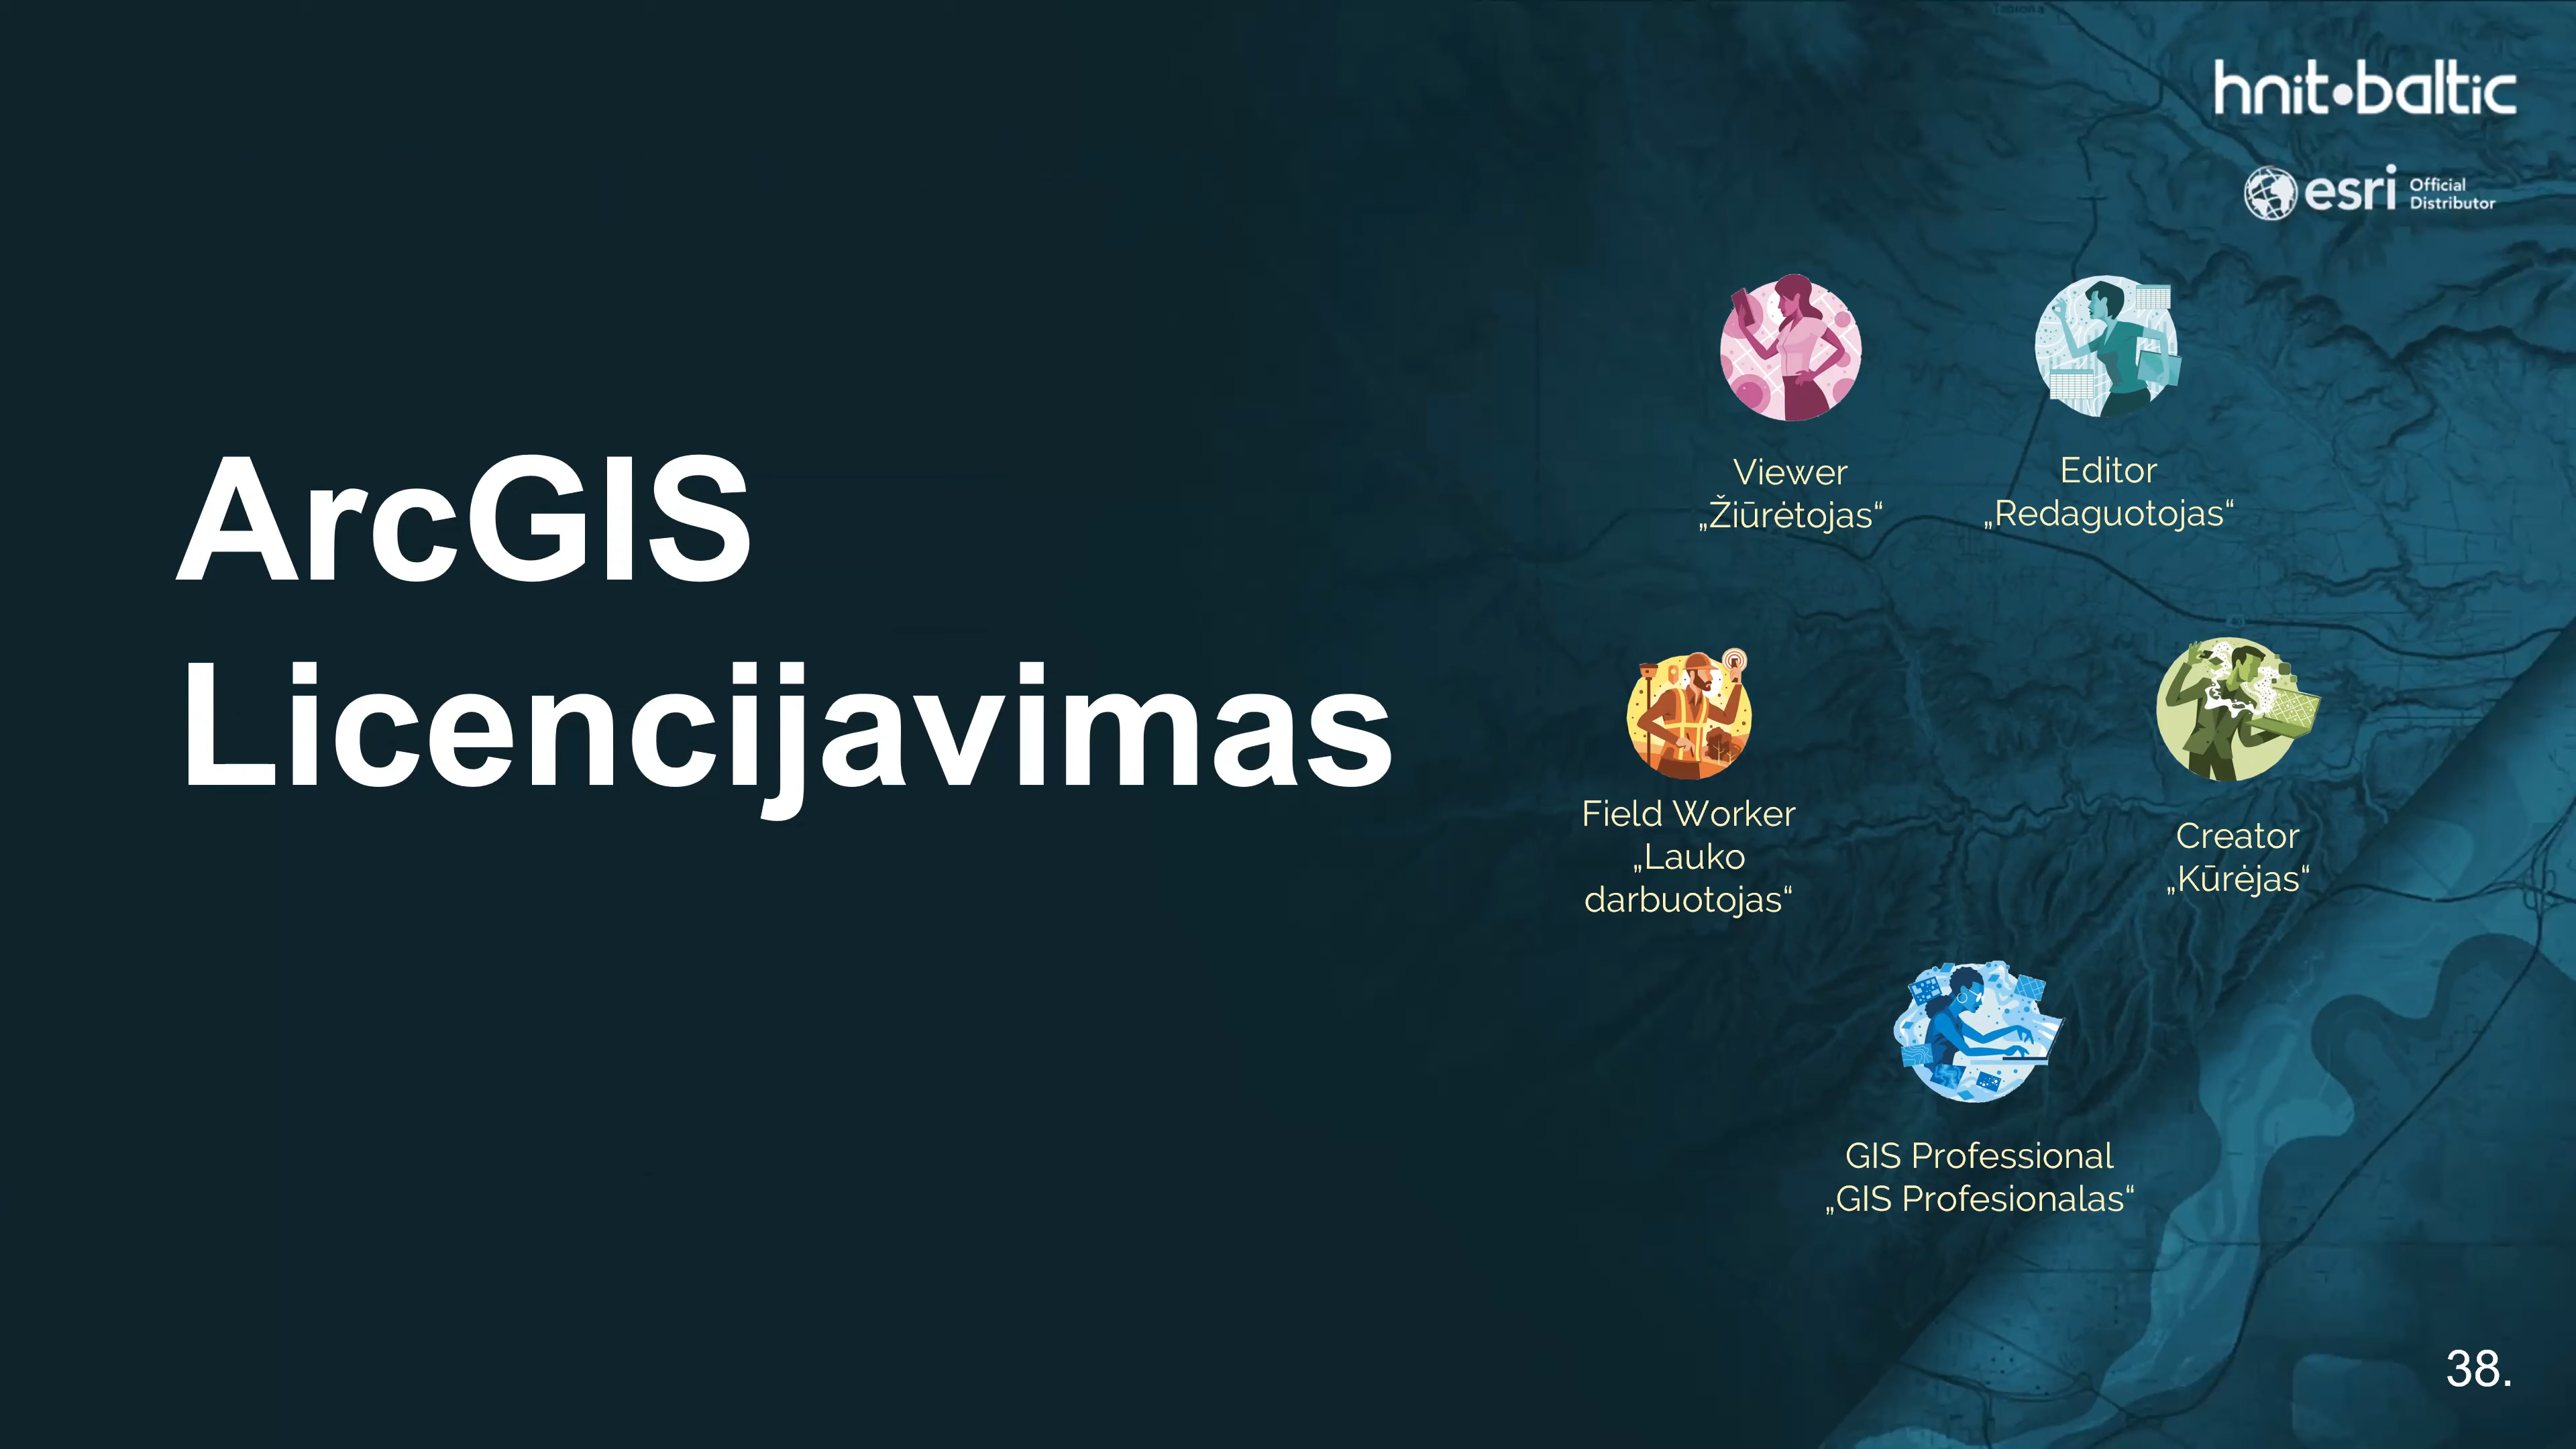 hnit•baltic
esri Official
Distributor
ArcGIS
Licencijavimas
Viewer
„Žiūrėtojas“
Editor
„Redaguotojas“
Field Worker
„Lauko
darbuotojas“
Creator
„Kūrėjas“
GIS Professional
„GIS Profesionalas“
38.